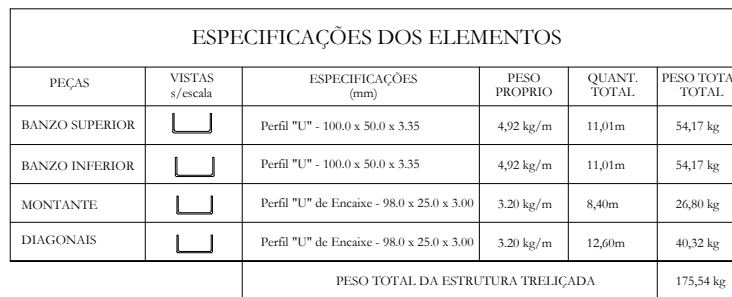 ESPECIFICAÇÕES DOS ELEMENTOS
PEÇAS VISTAS s/escala ESPECIFICAÇÕES (mm) PESO PROPRIO QUANT. TOTAL PESO TOTA TOTAL
BANZO SUPERIOR Perfil "U" - 100.0 x 50.0 x 3.35 4,92 kg/m 11,01m 54,17 kg
BANZO INFERIOR Perfil "U" - 100.0 x 50.0 x 3.35 4,92 kg/m 11,01m 54,17 kg
MONTANTE Perfil "U" de Encaixe - 98.0 x 25.0 x 3.00 3.20 kg/m 8,40m 26,80 kg
DIAGONAIS Perfil "U" de Encaixe - 98.0 x 25.0 x 3.00 3.20 kg/m 12,60m 40,32 kg
PESO TOTAL DA ESTRUTURA TRELIÇADA 175,54 kg